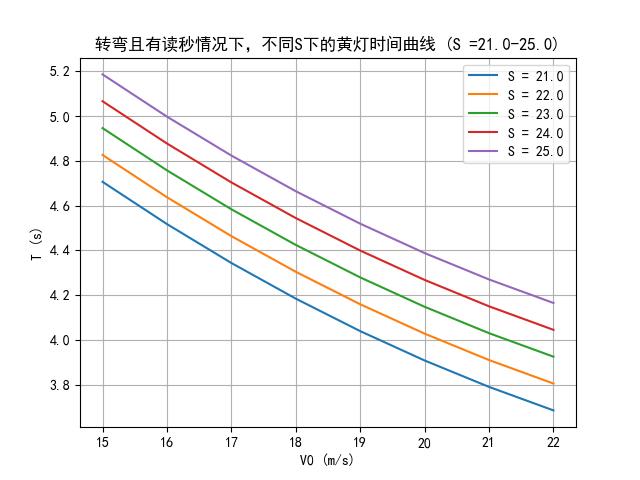 转弯且有读秒情况下，不同S下的黄灯时间曲线 (S =21.0-25.0)
S = 21.0
S = 22.0
S = 23.0
S = 24.0
S = 25.0
5.2
5.0
4.8
4.6
4.4
4.2
4.0
3.8
T (s)
15 16 17 18 19 20 21 22
V0 (m/s)